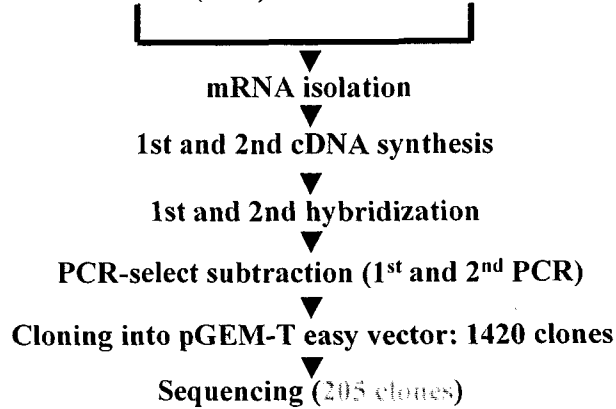 mRNA isolation
1st and 2nd cDNA synthesis
1st and 2nd hybridization
PCR-select subtraction (1st and 2nd PCR)
Cloning into pGEM-T easy vector: 1420 clones
Sequencing (205 clones)